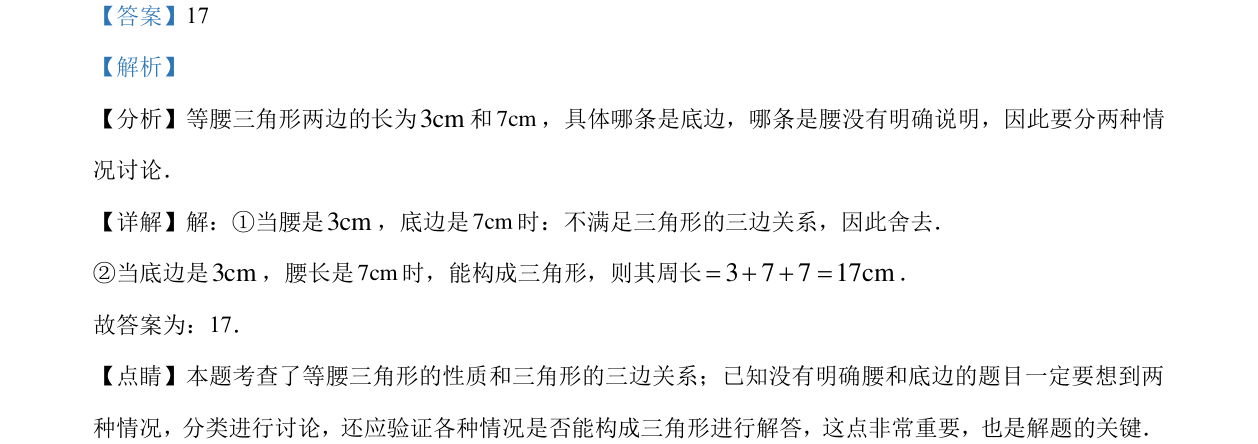 【答案】17
【解析】
【分析】等腰三角形两边的长为3cm和7cm，具体哪条是底边，哪条是腰没有明确说明，因此要分两种情
况讨论．
【详解】解：①当腰是3cm，底边是7cm时：不满足三角形的三边关系，因此舍去．
②当底边是3cm，腰长是7cm时，能构成三角形，则其周长=3+7+7=17cm．
故答案为：17．
【点睛】本题考查了等腰三角形的性质和三角形的三边关系；已知没有明确腰和底边的题目一定要想到两
种情况，分类进行讨论，还应验证各种情况是否能构成三角形进行解答，这点非常重要，也是解题的关键．